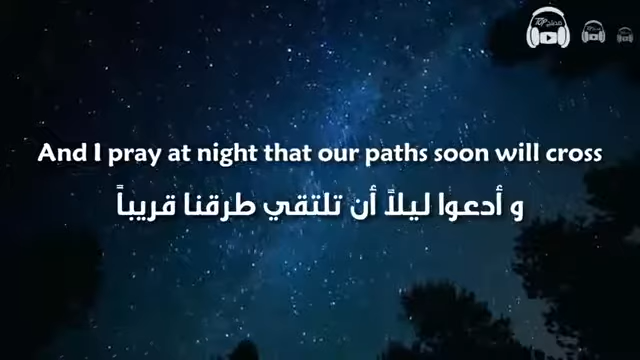 And I pray at night that our paths soon will cross
و أدعوا ليلاً أن تلتقي طرقنا قريباً